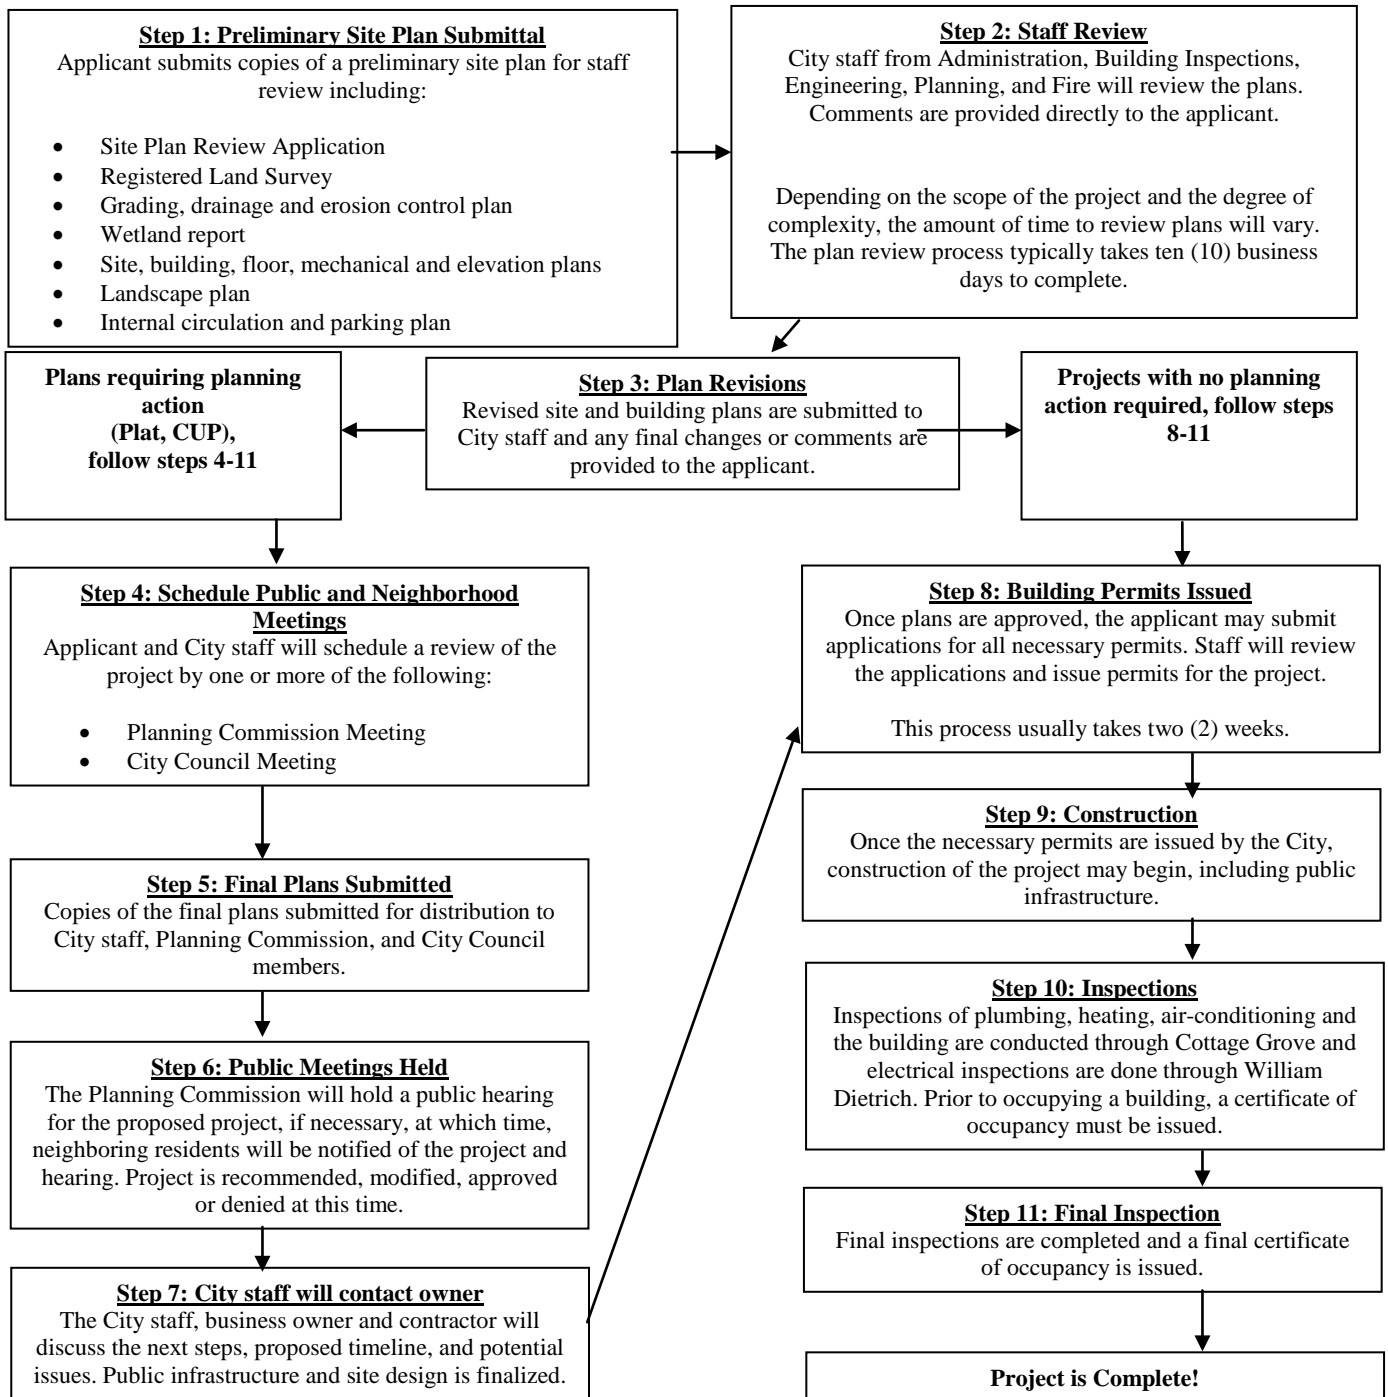 Step 1: Preliminary Site Plan Submittal
Applicant submits copies of a preliminary site plan for staff
review including:
• Site Plan Review Application
• Registered Land Survey
• Grading, drainage and erosion control plan
• Wetland report
• Site, building, floor, mechanical and elevation plans
• Landscape plan
• Internal circulation and parking plan
Step 2: Staff Review
City staff from Administration, Building Inspections,
Engineering, Planning, and Fire will review the plans.
Comments are provided directly to the applicant.
Depending on the scope of the project and the degree of
complexity, the amount of time to review plans will vary.
The plan review process typically takes ten (10) business
days to complete.
Step 3: Plan Revisions
Revised site and building plans are submitted to
City staff and any final changes or comments are
provided to the applicant.
Plans requiring planning
action
(Plat, CUP),
follow steps 4-11
Projects with no planning
action required, follow steps
8-11
Step 4: Schedule Public and Neighborhood
Meetings
Applicant and City staff will schedule a review of the
project by one or more of the following:
• Planning Commission Meeting
• City Council Meeting
Step 5: Final Plans Submitted
Copies of the final plans submitted for distribution to
City staff, Planning Commission, and City Council
members.
Step 6: Public Meetings Held
The Planning Commission will hold a public hearing
for the proposed project, if necessary, at which time,
neighboring residents will be notified of the project and
hearing. Project is recommended, modified, approved
or denied at this time.
Step 7: City staff will contact owner
The City staff, business owner and contractor will
discuss the next steps, proposed timeline, and potential
issues. Public infrastructure and site design is finalized.
Step 8: Building Permits Issued
Once plans are approved, the applicant may submit
applications for all necessary permits. Staff will review
the applications and issue permits for the project.
This process usually takes two (2) weeks.
Step 9: Construction
Once the necessary permits are issued by the City,
construction of the project may begin, including public
infrastructure.
Step 10: Inspections
Inspections of plumbing, heating, air-conditioning and
the building are conducted through Cottage Grove and
electrical inspections are done through William
Dietrich. Prior to occupying a building, a certificate of
occupancy must be issued.
Step 11: Final Inspection
Final inspections are completed and a final certificate
of occupancy is issued.
Project is Complete!